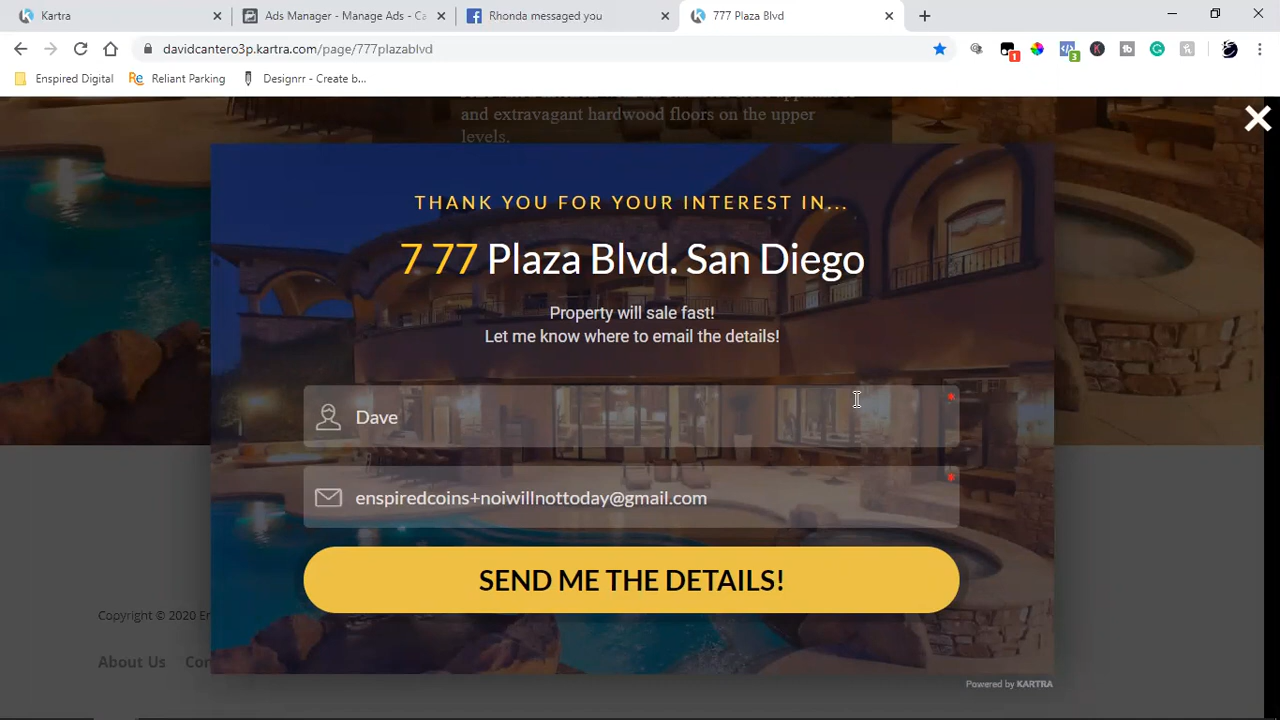 Kartra
Ads Manager - Manage Ads - Ca
Rhonda messaged you
777 Plaza Blvd
davidcantero3p.kartra.com/page/777plazablvd
1
3
Enspired Digital
Reliant Parking
Designrr - Create b...
and extravagant hardwood floors on the upper
levels.
THANK YOU FOR YOUR INTEREST IN...
7 77 Plaza Blvd. San Diego
Property will sale fast!
Let me know where to email the details!
Dave
*
enspiredcoins+noiwillnottoday@gmail.com
*
SEND ME THE DETAILS!
Copyright © 2020 En
About Us Con
Powered by KARTRA